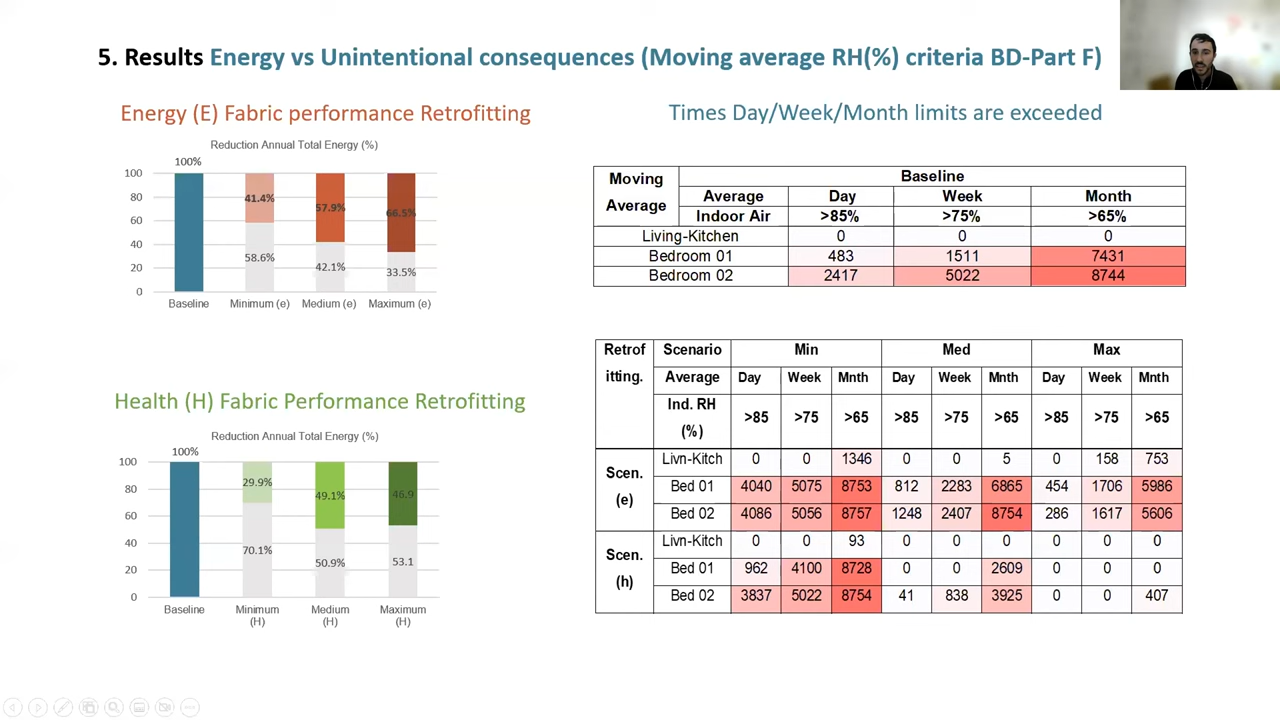 5. Results Energy vs Unintentional consequences (Moving average RH(%) criteria BD-Part F)
Energy (E) Fabric performance Retrofitting
Reduction Annual Total Energy (%)
100%
100
80
60
40
20
0
41.4%
57.9%
66.5%
58.6%
42.1%
33.5%
Baseline Minimum (e) Medium (e) Maximum (e)
Health (H) Fabric Performance Retrofitting
Reduction Annual Total Energy (%)
100%
100
80
60
40
20
0
29.9%
49.1%
46.9
70.1%
50.9%
53.1
Baseline Minimum (H) Medium (H) Maximum (H)
Times Day/Week/Month limits are exceeded
Moving Average Baseline
Average Day Week Month
Indoor Air >85% >75% >65%
Living-Kitchen 0 0 0
Bedroom 01 483 1511 7431
Bedroom 02 2417 5022 8744
Retrof itting. Scenario Min Med Max
Average Day Week Mnth Day Week Mnth Day Week Mnth
Ind. RH (%) >85 >75 >65 >85 >75 >65 >85 >75 >65
Scen. (e) Livn-Kitch 0 0 1346 0 0 5 0 158 753
Bed 01 4040 5075 8753 812 2283 6865 454 1706 5986
Bed 02 4086 5056 8757 1248 2407 8754 286 1617 5606
Scen. (h) Livn-Kitch 0 0 93 0 0 0 0 0 0
Bed 01 962 4100 8728 0 0 2609 0 0 0
Bed 02 3837 5022 8754 41 838 3925 0 0 407